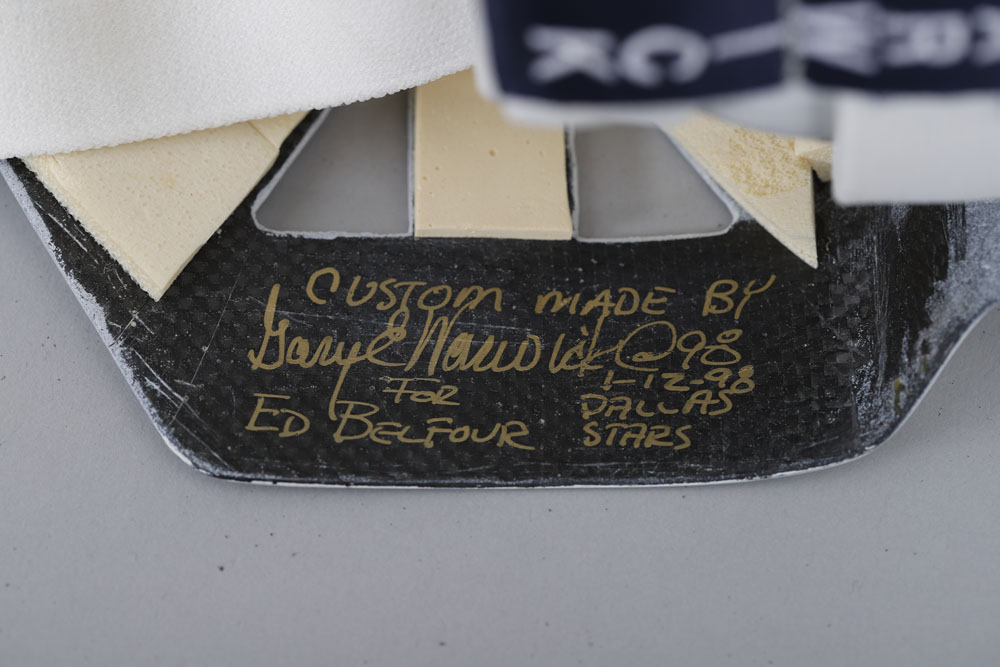 CUSTOM MADE BY
Gary E Warwick © 98
FOR
ED BELFOUR
1-12-98
DALLAS
STARS